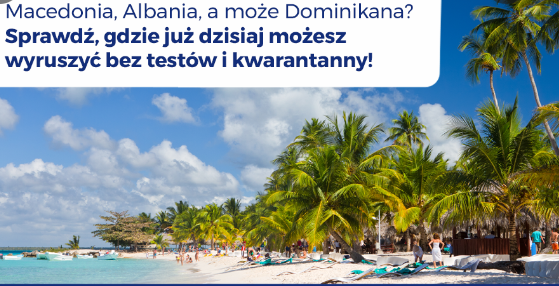 Macedonia, Albania, a może Dominikana?
Sprawdź, gdzie już dzisiaj możesz
wyruszyć bez testów i kwarantanny!